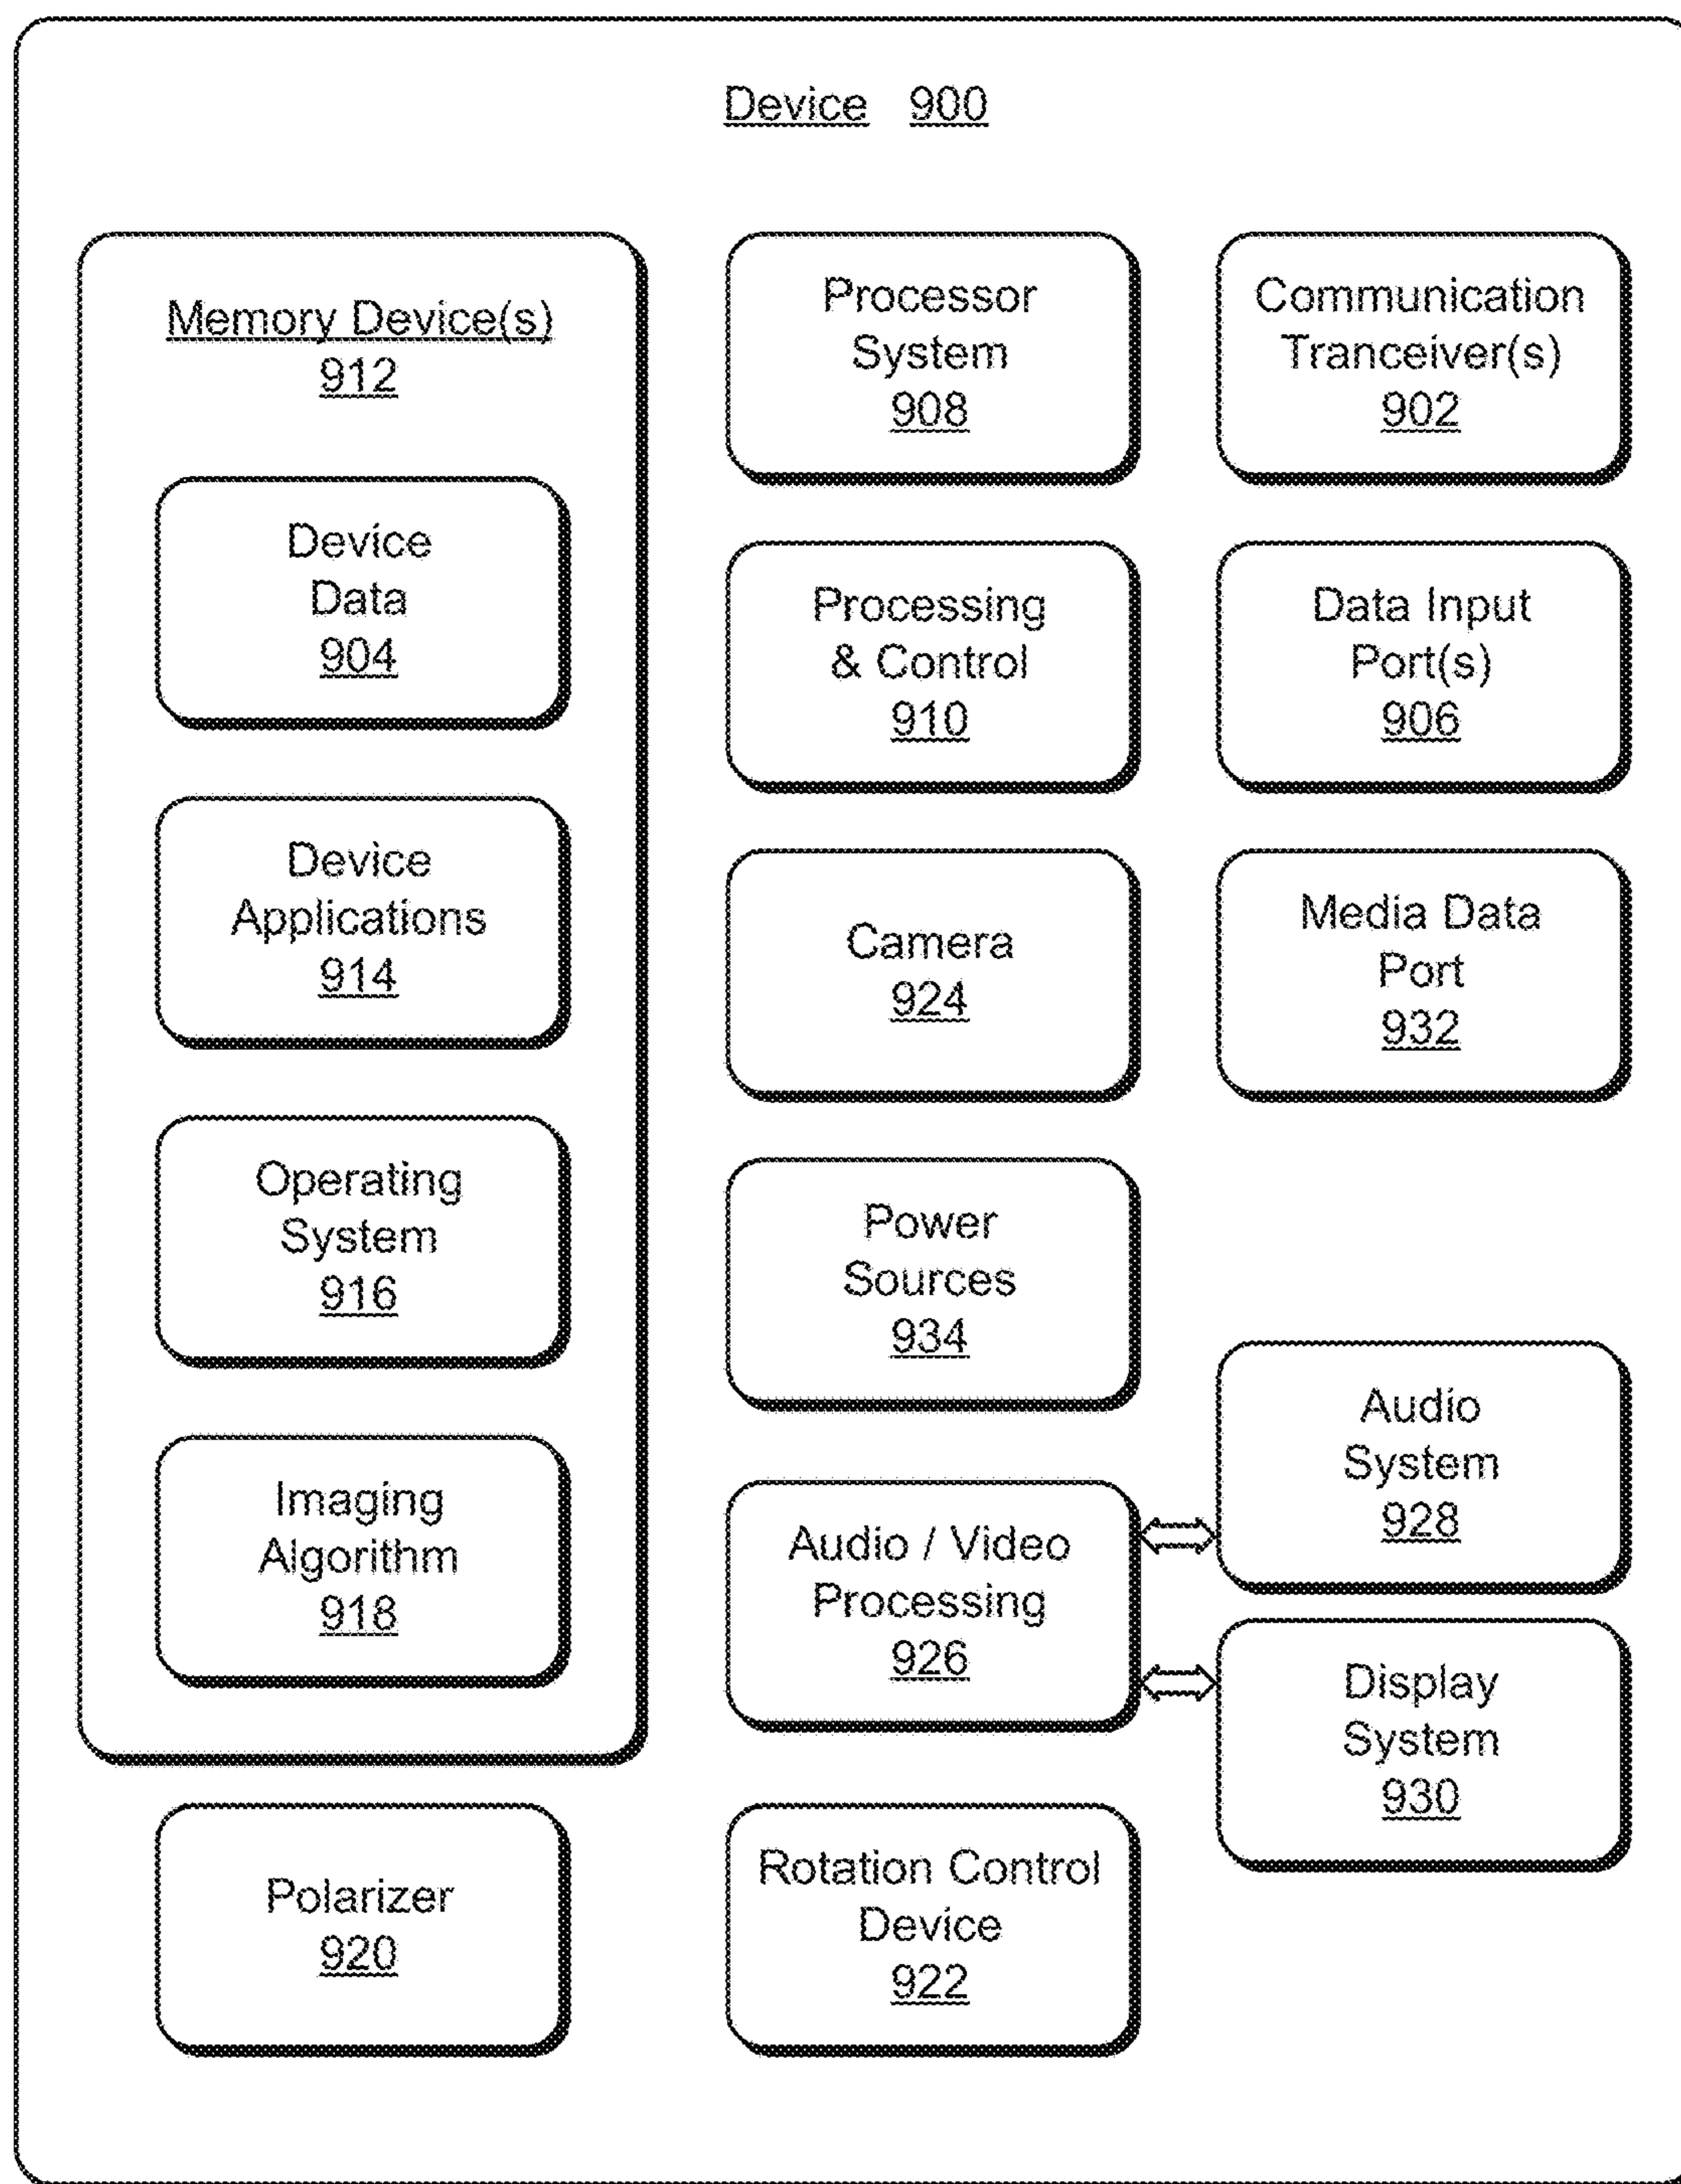 Device 900
Memory Device(s)
912
Device
Data
904
Device
Applications
914
Operating
System
916
Imaging
Algorithm
918
Polarizer
920
Processor
System
908
Processing
& Control
910
Camera
924
Power
Sources
934
Audio / Video
Processing
926
Rotation Control
Device
922
Communication
Tranceiver(s)
902
Data Input
Port(s)
906
Media Data
Port
932
Audio
System
928
Display
System
930